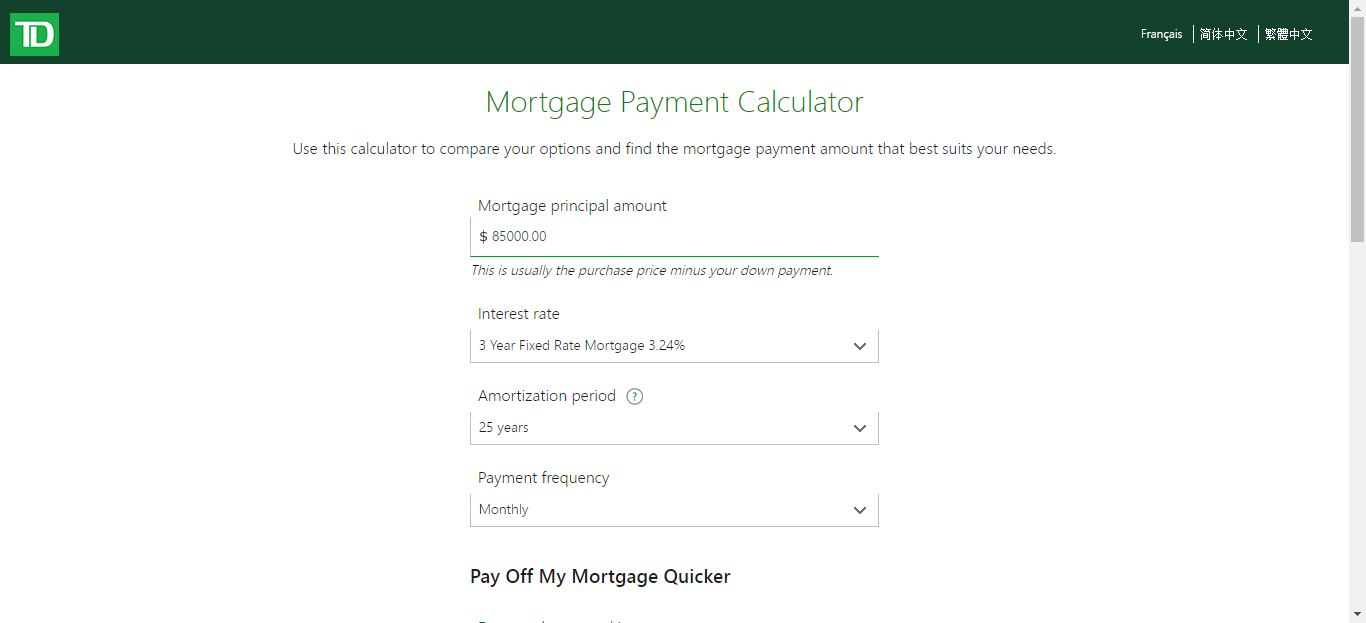 TD
Français
简体中文
繁體中文
Mortgage Payment Calculator
Use this calculator to compare your options and find the mortgage payment amount that best suits your needs.
Mortgage principal amount
$ 85000.00
This is usually the purchase price minus your down payment.
Interest rate
3 Year Fixed Rate Mortgage 3.24%
Amortization period ?
25 years
Payment frequency
Monthly
Pay Off My Mortgage Quicker